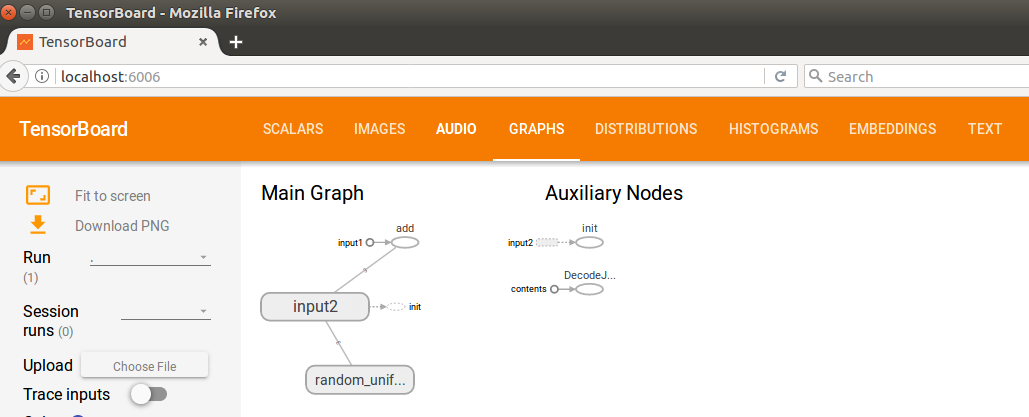 TensorBoard - Mozilla Firefox
TensorBoard
localhost:6006
Search
TensorBoard SCALARS IMAGES AUDIO GRAPHS DISTRIBUTIONS HISTOGRAMS EMBEDDINGS TEXT
Fit to screen
Download PNG
Run
(1)
.
Session
runs (0)
Upload Choose File
Trace inputs
Main Graph
add
input1
input2
init
random_unif...
Auxiliary Nodes
init
input2
DecodeJ...
contents